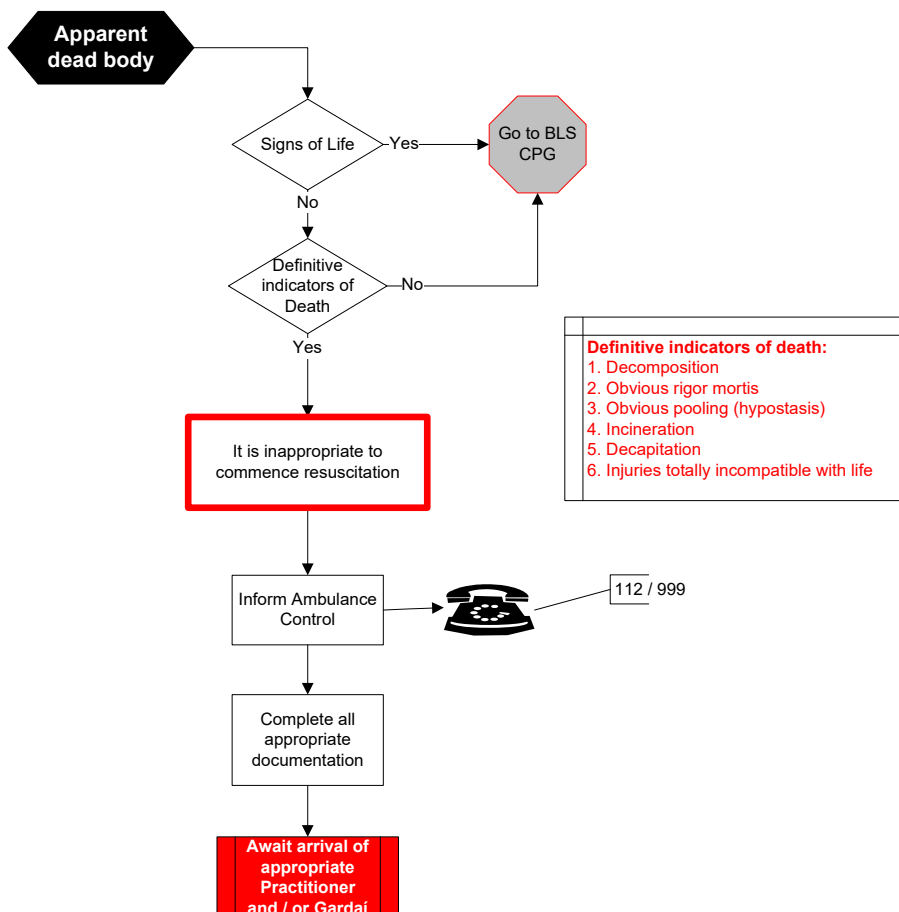 Apparent
dead body
Signs of Life
Yes
Go to BLS
CPG
No
Definitive
indicators of
Death
No
Yes
Definitive indicators of death:
1. Decomposition
2. Obvious rigor mortis
3. Obvious pooling (hypostasis)
4. Incineration
5. Decapitation
6. Injuries totally incompatible with life
It is inappropriate to
commence resuscitation
Inform Ambulance
Control
112 / 999
Complete all
appropriate
documentation
Await arrival of
appropriate
Practitioner
and / or Gardaí